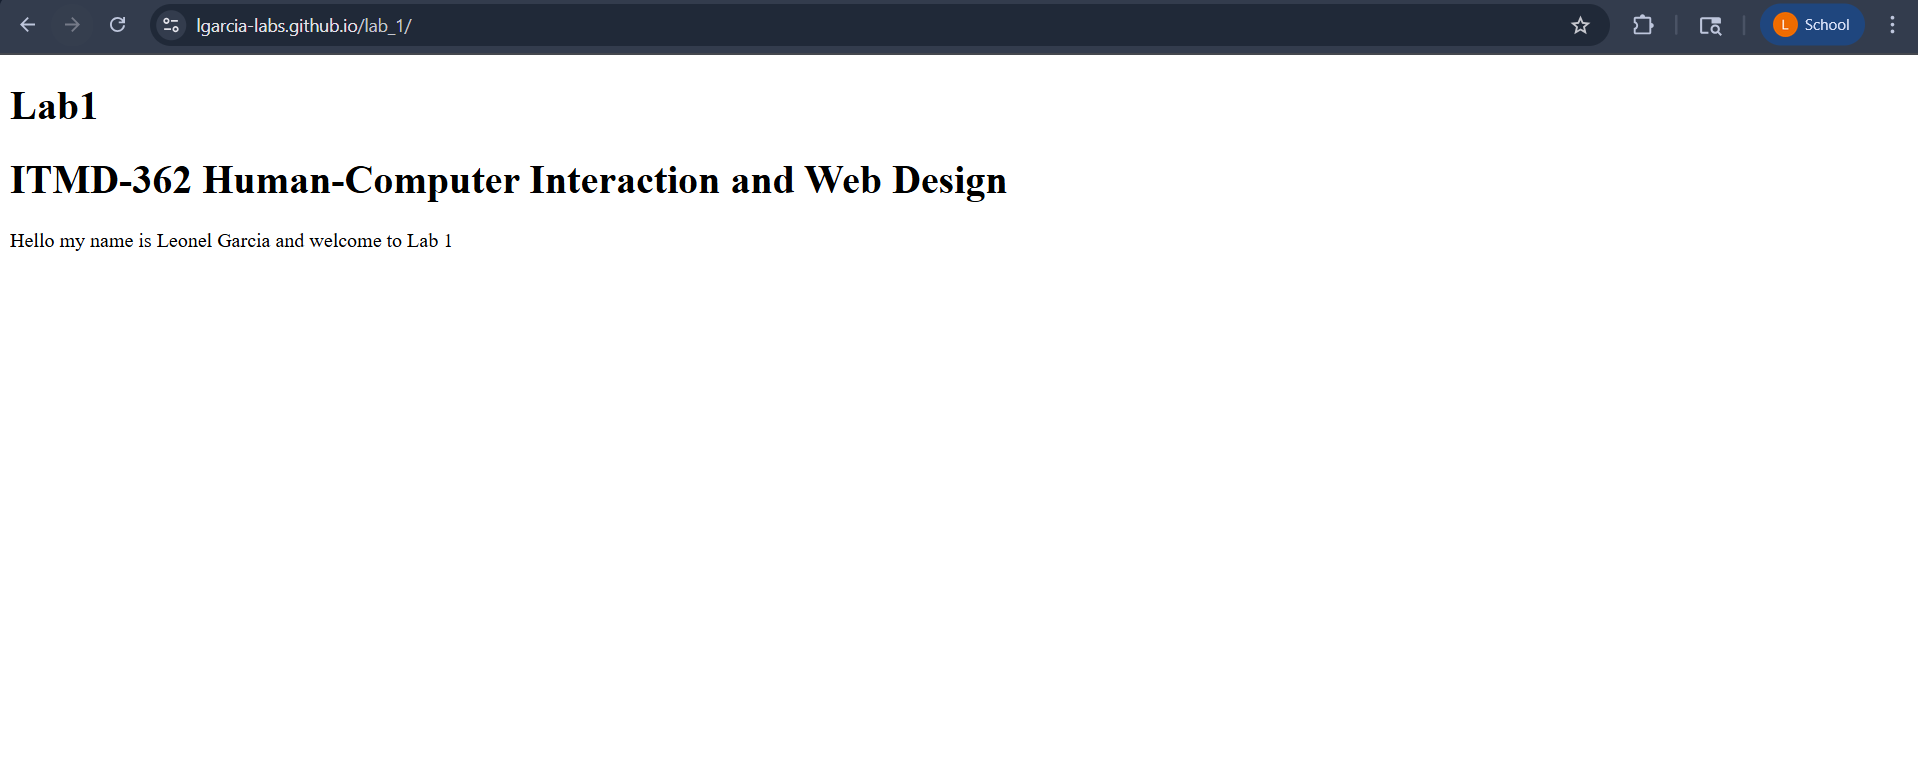 lgarcia-labs.github.io/lab_1/
L School
Lab1
ITMD-362 Human-Computer Interaction and Web Design
Hello my name is Leonel Garcia and welcome to Lab 1